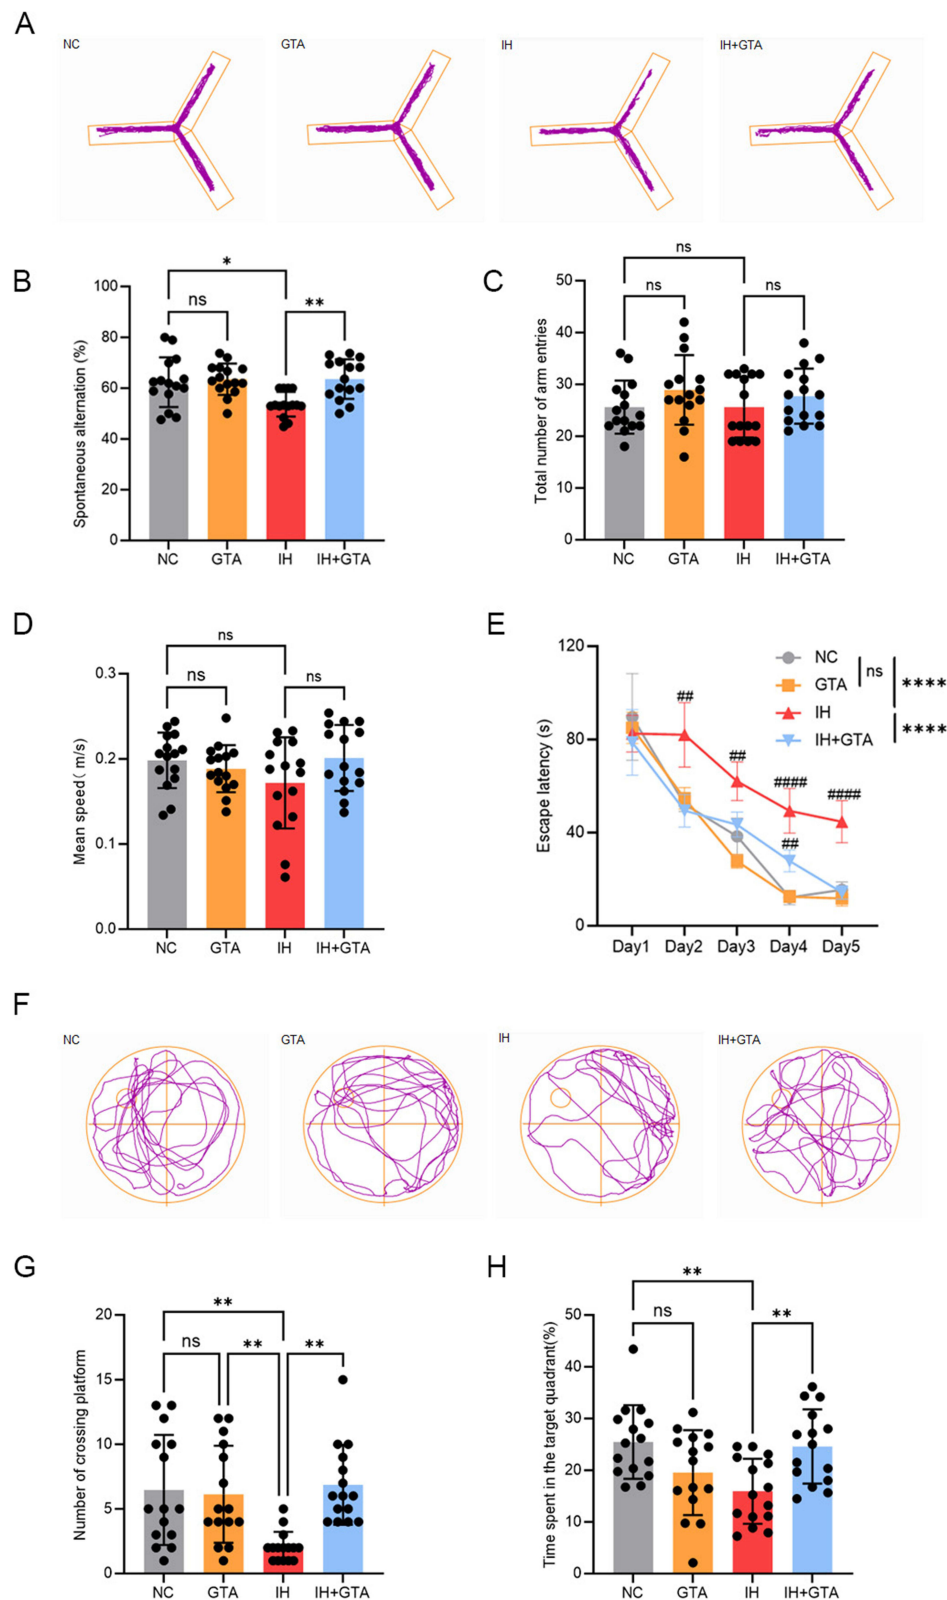 A
NC
GTA
IH
IH+GTA
B
Spontaneous alternation (%)
100
80
60
40
20
0
*
ns
**
NC
GTA
IH
IH+GTA
C
Total number of arm entries
50
40
30
20
10
0
ns
ns
ns
NC
GTA
IH
IH+GTA
D
Mean speed( m/s)
0.3
0.2
0.1
0.0
ns
ns
ns
NC
GTA
IH
IH+GTA
E
Escape latency (s)
120
80
40
0
NC
GTA
IH
IH+GTA
ns
****
****
##
##
####
####
##
Day1
Day2
Day3
Day4
Day5
F
NC
GTA
IH
IH+GTA
G
Number of crossing platform
20
15
10
5
0
**
ns
**
**
NC
GTA
IH
IH+GTA
H
Time spent in the target quadrant(%)
50
40
30
20
10
0
**
ns
**
NC
GTA
IH
IH+GTA